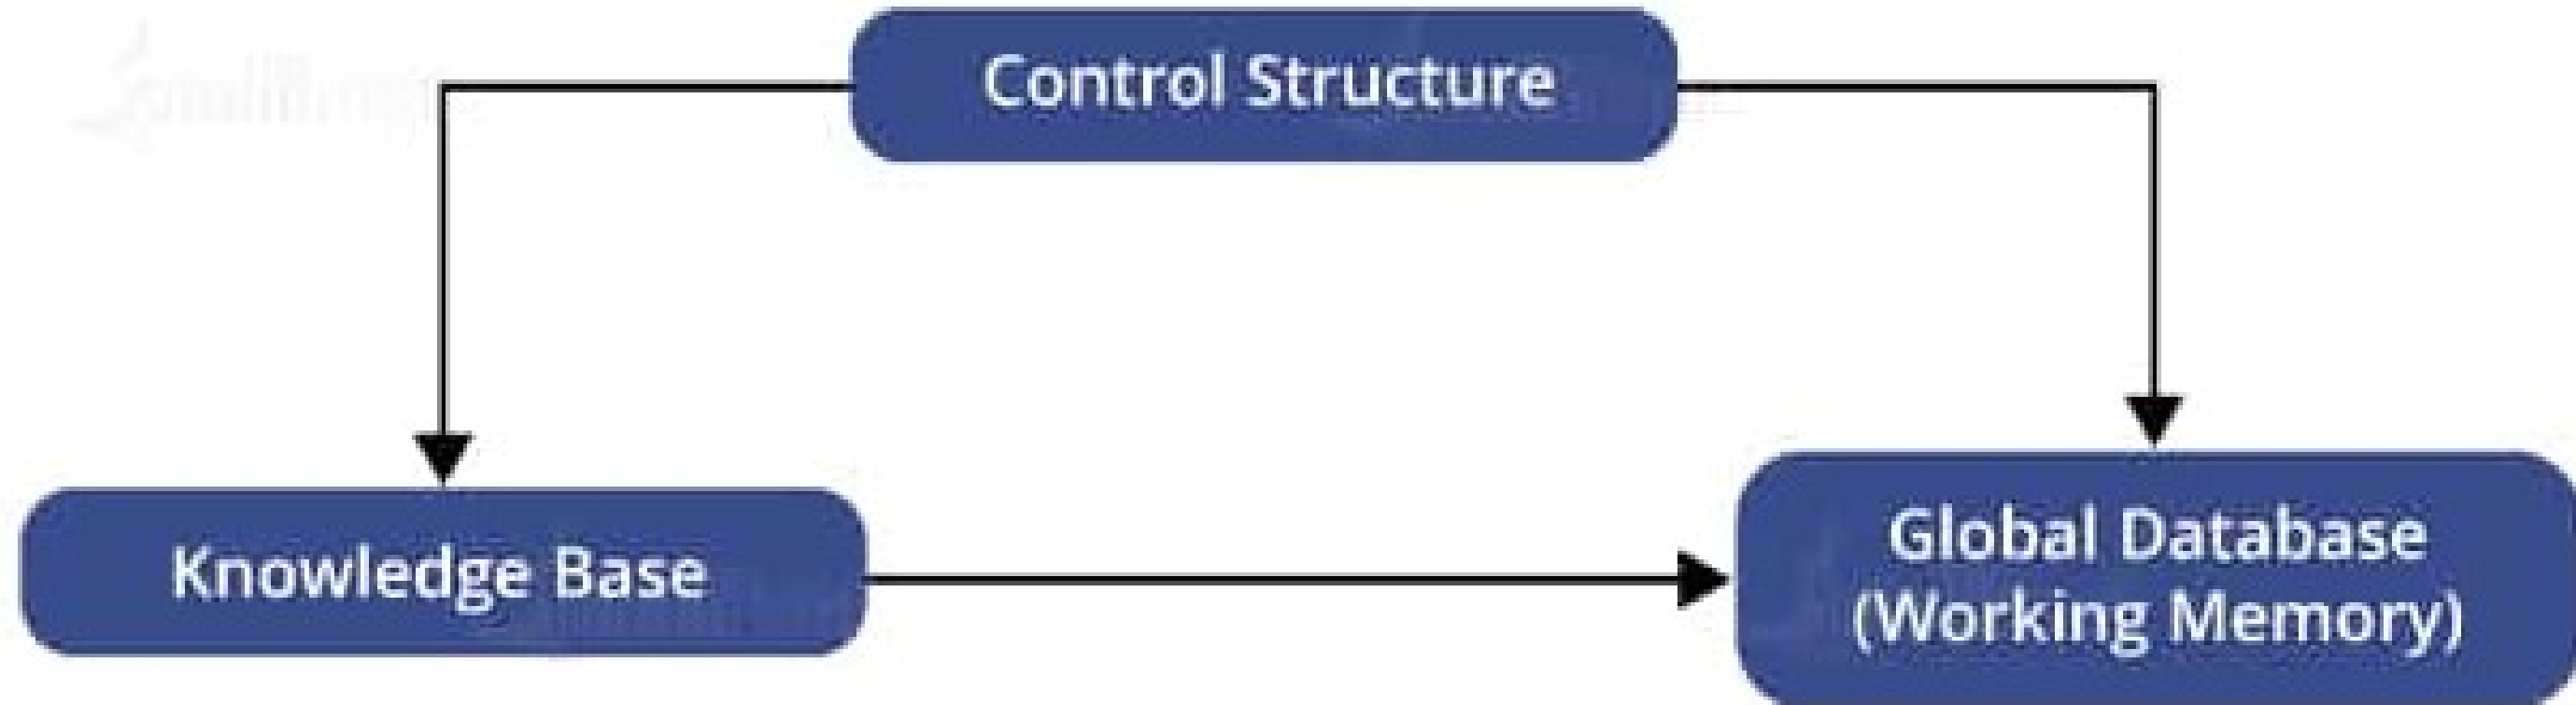 Control Structure
Knowledge Base
Global Database
(Working Memory)